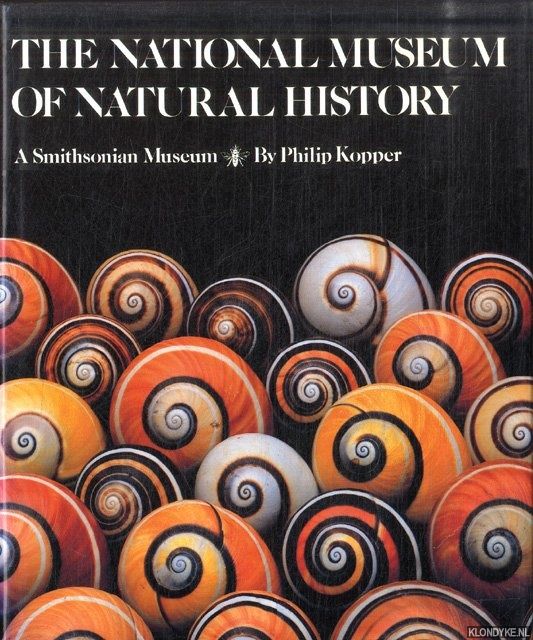 THE NATIONAL MUSEUM
OF NATURAL HISTORY
A Smithsonian Museum By Philip Kopper
KLONDYKE.NL